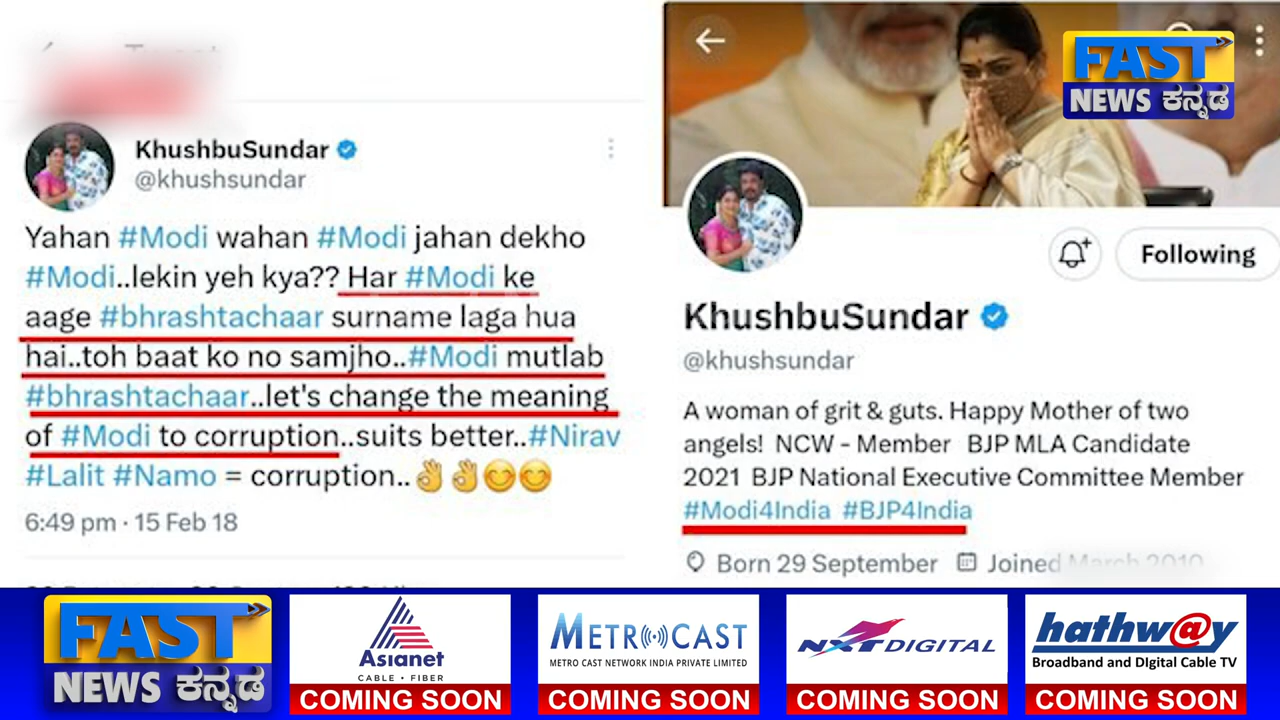 KhushbuSundar
@khushsundar
Yahan #Modi wahan #Modi jahan dekho
#Modi..lekin yeh kya?? Har #Modi ke
aage #bhrashtachaar surname laga hua
hai..toh baat ko no samjho..#Modi mutlab
#bhrashtachaar..let's change the meaning
of #Modi to corruption..suits better..#Nirav
#Lalit #Namo = corruption..👌👌😊😊
6:49 pm · 15 Feb 18
FAST
NEWS ಕನ್ನಡ
Following
KhushbuSundar
@khushsundar
A woman of grit & guts. Happy Mother of two
angels! NCW - Member BJP MLA Candidate
2021 BJP National Executive Committee Member
#Modi4India #BJP4India
Born 29 September Joined March 2010
FAST
NEWS ಕನ್ನಡ
Asianet
CABLE • FIBER
COMING SOON
METROCAST
METRO CAST NETWORK INDIA PRIVATE LIMITED
COMING SOON
NXTDIGITAL
COMING SOON
hathw@y
Broadband and Digital Cable TV
COMING SOON